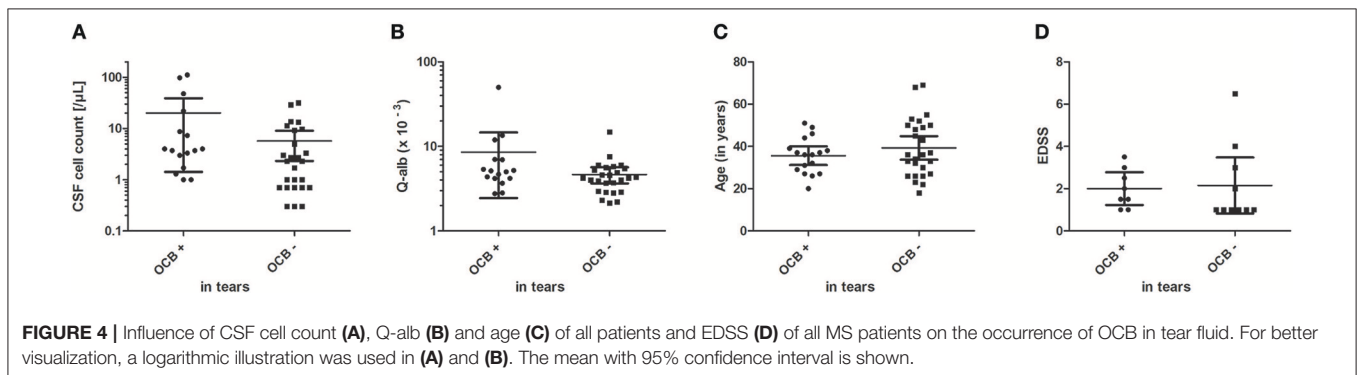 A
CSF cell count [/µL]
100
10
1
0.1
OCB +
OCB -
in tears
B
Q-alb (x 10 -3)
100
10
1
OCB +
OCB -
in tears
C
Age (in years)
80
60
40
20
0
OCB +
OCB -
in tears
D
EDSS
8
6
4
2
0
OCB +
OCB -
in tears
FIGURE 4 | Influence of CSF cell count (A), Q-alb (B) and age (C) of all patients and EDSS (D) of all MS patients on the occurrence of OCB in tear fluid. For better
visualization, a logarithmic illustration was used in (A) and (B). The mean with 95% confidence interval is shown.